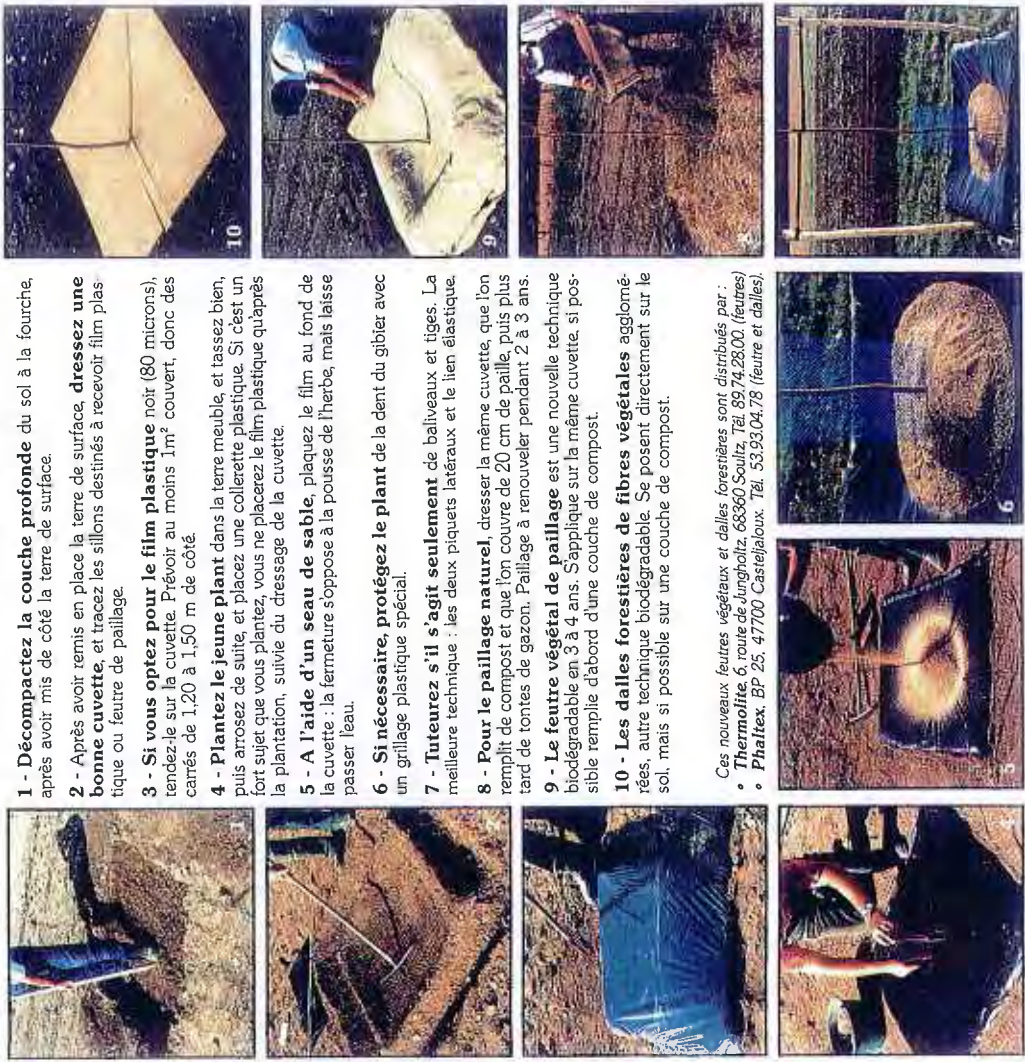 1 - Décompactez la couche profonde du sol à la fourche,
après avoir mis de côté la terre de surface.
2 - Après avoir remis en place la terre de surface, dressez une
bonne cuvette, et tracez les sillons destinés à recevoir film plas-
tique ou feutre de paillage.
3 - Si vous optez pour le film plastique noir (80 microns),
tendez-le sur la cuvette. Prévoir au moins 1m² couvert, donc des
carrés de 1,20 à 1,50 m de côté.
4 - Plantez le jeune plant dans la terre meuble, et tassez bien,
puis arrosez de suite, et placez une collerette plastique. Si c'est un
fort sujet que vous plantez, vous ne placerez le film plastique qu'après
la plantation, suivie du dressage de la cuvette.
5 - A l'aide d'un seau de sable, plaquez le film au fond de
la cuvette : la fermeture s'oppose à la pousse de l'herbe, mais laisse
passer l'eau.
6 - Si nécessaire, protégez le plant de la dent du gibier avec
un grillage plastique spécial.
7 - Tuteurez s'il s'agit seulement de baliveaux et tiges. La
meilleure technique : les deux piquets latéraux et le lien élastique.
8 - Pour le paillage naturel, dresser la même cuvette, que l'on
remplit de compost et que l'on couvre de 20 cm de paille, puis plus
tard de tontes de gazon. Paillage à renouveler pendant 2 à 3 ans.
9 - Le feutre végétal de paillage est une nouvelle technique
biodégradable en 3 à 4 ans. S'applique sur la même cuvette, si pos-
sible remplie d'abord d'une couche de compost.
10 - Les dalles forestières de fibres végétales agglomé-
rées, autre technique biodégradable. Se posent directement sur le
sol, mais si possible sur une couche de compost.
Ces nouveaux feutres végétaux et dalles forestières sont distribués par :
• Thermolite, 6, route de Jungholtz, 68360 Soultz, Tél. 89.74.28.00. (feutres)
• Phaltex, BP 25, 47700 Casteljaloux. Tél. 53.93.04.78 (feutre et dalles).
1
2
4
5
6
7
8
9
10